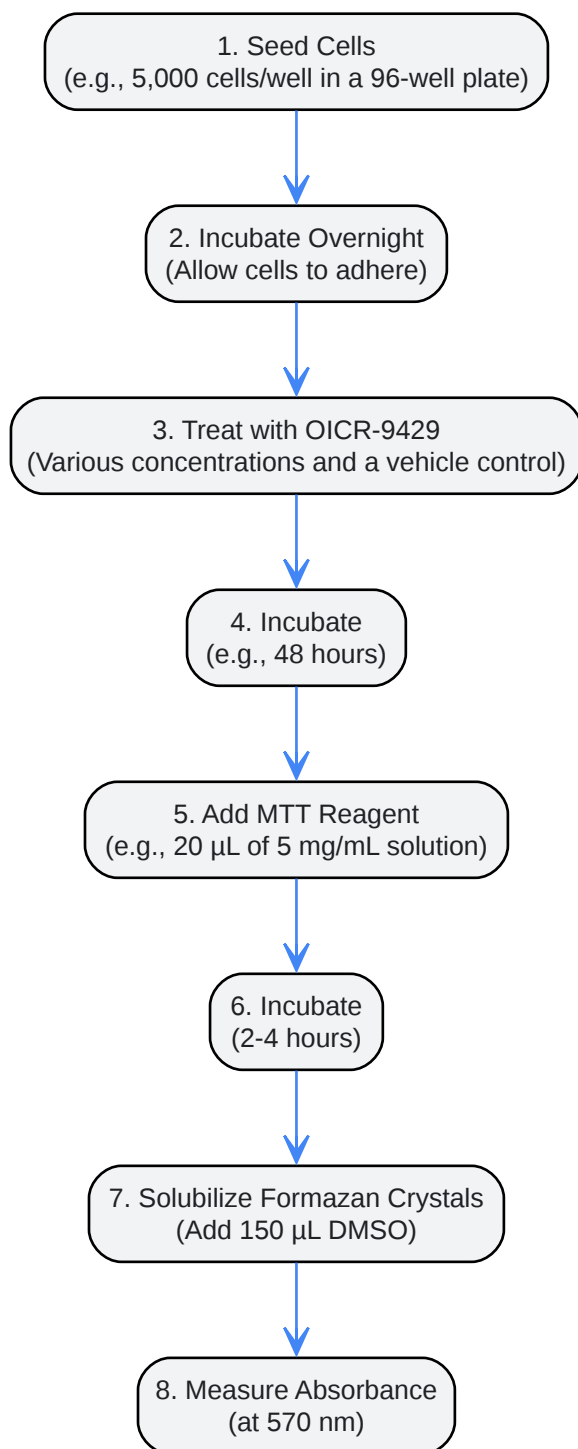 1. Seed Cells
(e.g., 5,000 cells/well in a 96-well plate)
2. Incubate Overnight
(Allow cells to adhere)
3. Treat with OICR-9429
(Various concentrations and a vehicle control)
4. Incubate
(e.g., 48 hours)
5. Add MTT Reagent
(e.g., 20 µL of 5 mg/mL solution)
6. Incubate
(2-4 hours)
7. Solubilize Formazan Crystals
(Add 150 µL DMSO)
8. Measure Absorbance
(at 570 nm)